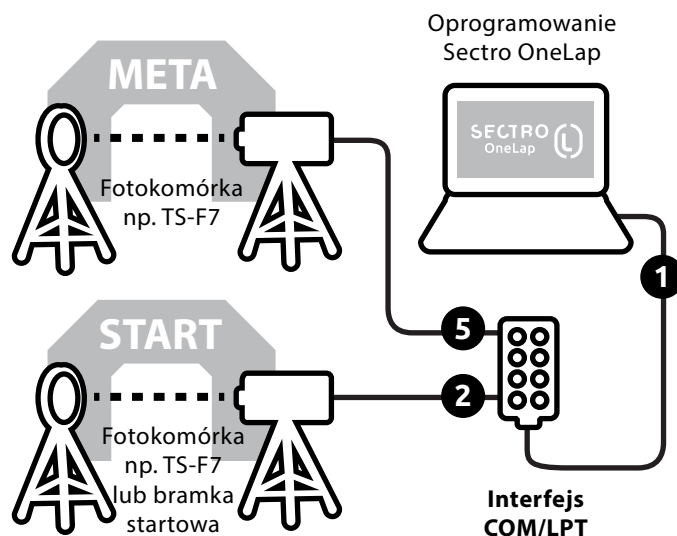 Oprogramowanie
Sectro OneLap
META
SECTRO
OneLap
Fotokomórka
np. TS-F7
1
START
5
2
Fotokomórka
np. TS-F7
lub bramka
startowa
Interfejs
COM/LPT